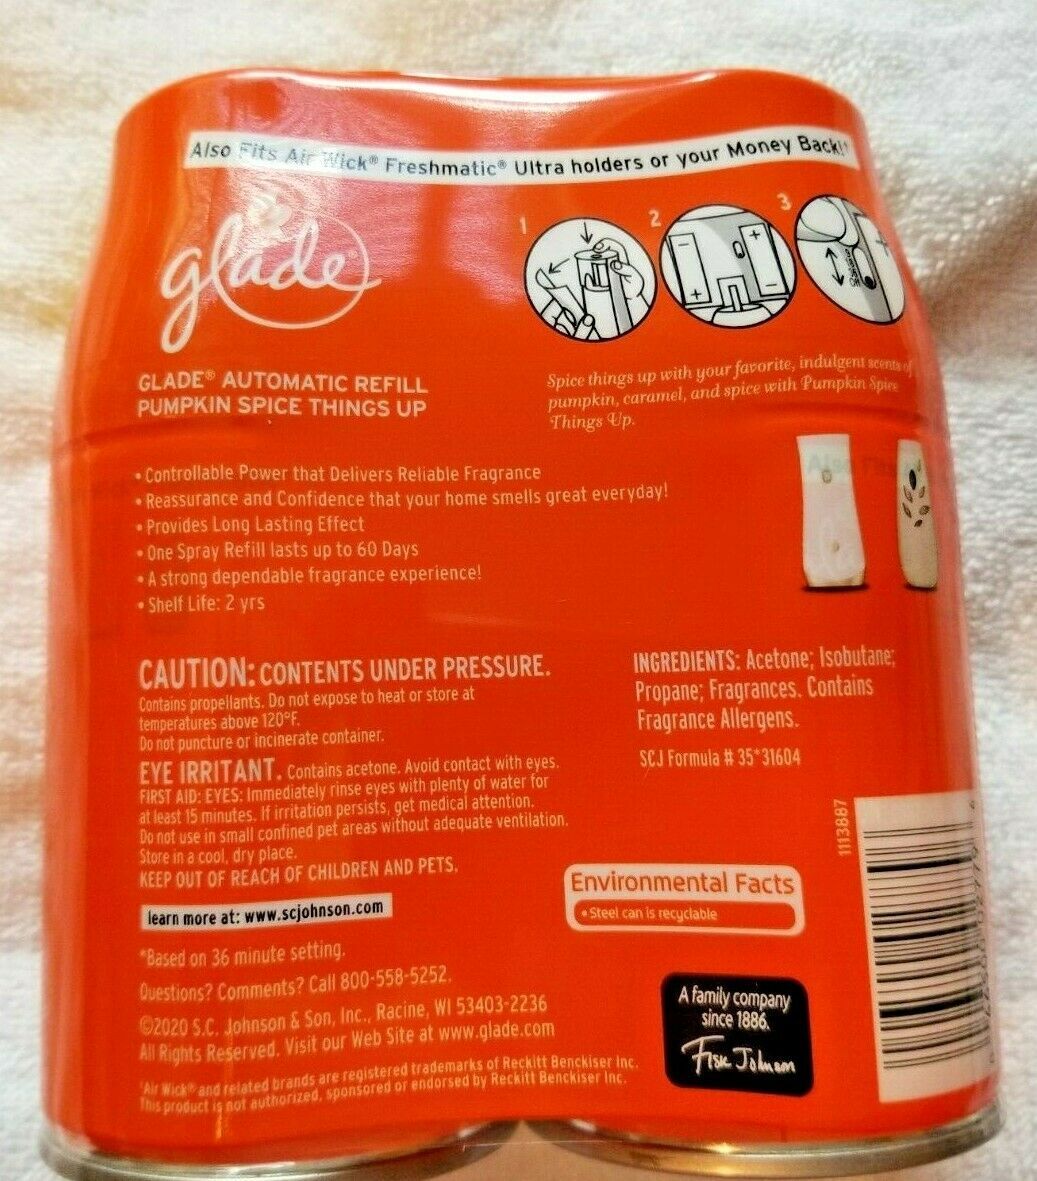 Also Fits Air Wick® Freshmatic® Ultra holders or your Money Back!†
1 2 3
glade®
GLADE® AUTOMATIC REFILL
PUMPKIN SPICE THINGS UP
Spice things up with your favorite, indulgent scents of
pumpkin, caramel, and spice with Pumpkin Spice
Things Up.
• Controllable Power that Delivers Reliable Fragrance
• Reassurance and Confidence that your home smells great everyday!
• Provides Long Lasting Effect
• One Spray Refill lasts up to 60 Days
• A strong dependable fragrance experience!
• Shelf Life: 2 yrs
CAUTION: CONTENTS UNDER PRESSURE.
Contains propellants. Do not expose to heat or store at
temperatures above 120°F.
Do not puncture or incinerate container.
EYE IRRITANT. Contains acetone. Avoid contact with eyes.
FIRST AID: EYES: Immediately rinse eyes with plenty of water for
at least 15 minutes. If irritation persists, get medical attention.
Do not use in small confined pet areas without adequate ventilation.
Store in a cool, dry place.
KEEP OUT OF REACH OF CHILDREN AND PETS.
INGREDIENTS: Acetone; Isobutane;
Propane; Fragrances. Contains
Fragrance Allergens.
SCJ Formula # 35*31604
1113887
Environmental Facts
• Steel can is recyclable
learn more at: www.scjohnson.com
*Based on 36 minute setting.
Questions? Comments? Call 800-558-5252.
©2020 S.C. Johnson & Son, Inc., Racine, WI 53403-2236
All Rights Reserved. Visit our Web Site at www.glade.com
A family company
since 1886.
Fisk Johnson
†Air Wick® and related brands are registered trademarks of Reckitt Benckiser Inc.
This product is not authorized, sponsored or endorsed by Reckitt Benckiser Inc.